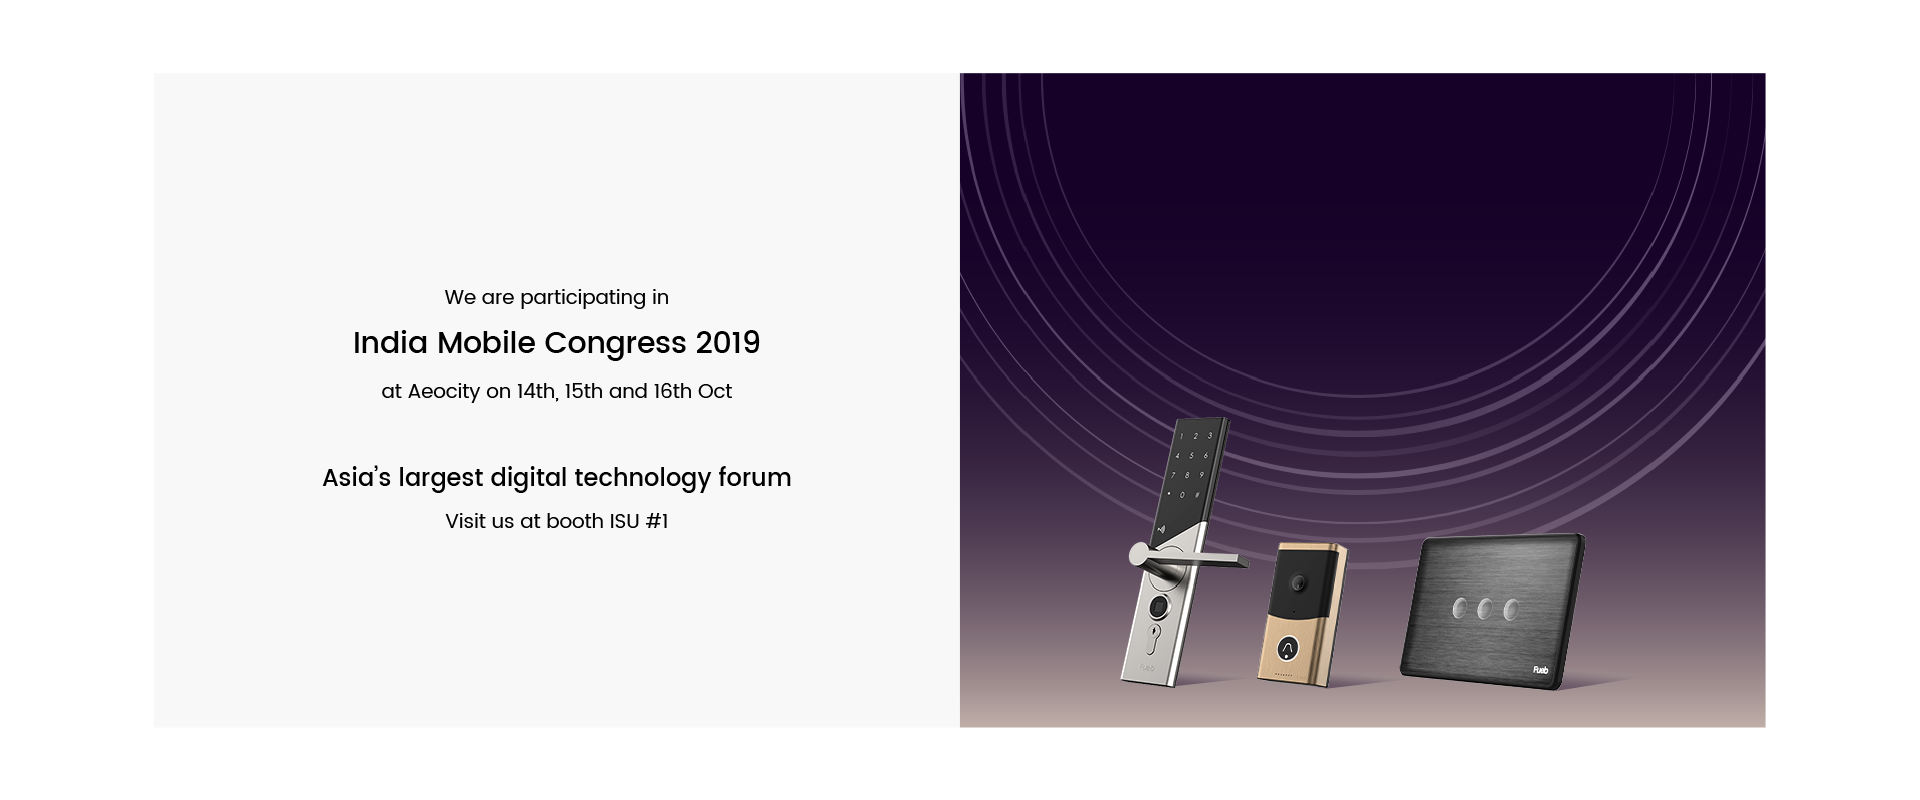 We are participating in
India Mobile Congress 2019
at Aeocity on 14th, 15th and 16th Oct
Asia's largest digital technology forum
Visit us at booth ISU #1
1 2 3
4 5 6
7 8 9
• 0 #
Fueb
Fueb